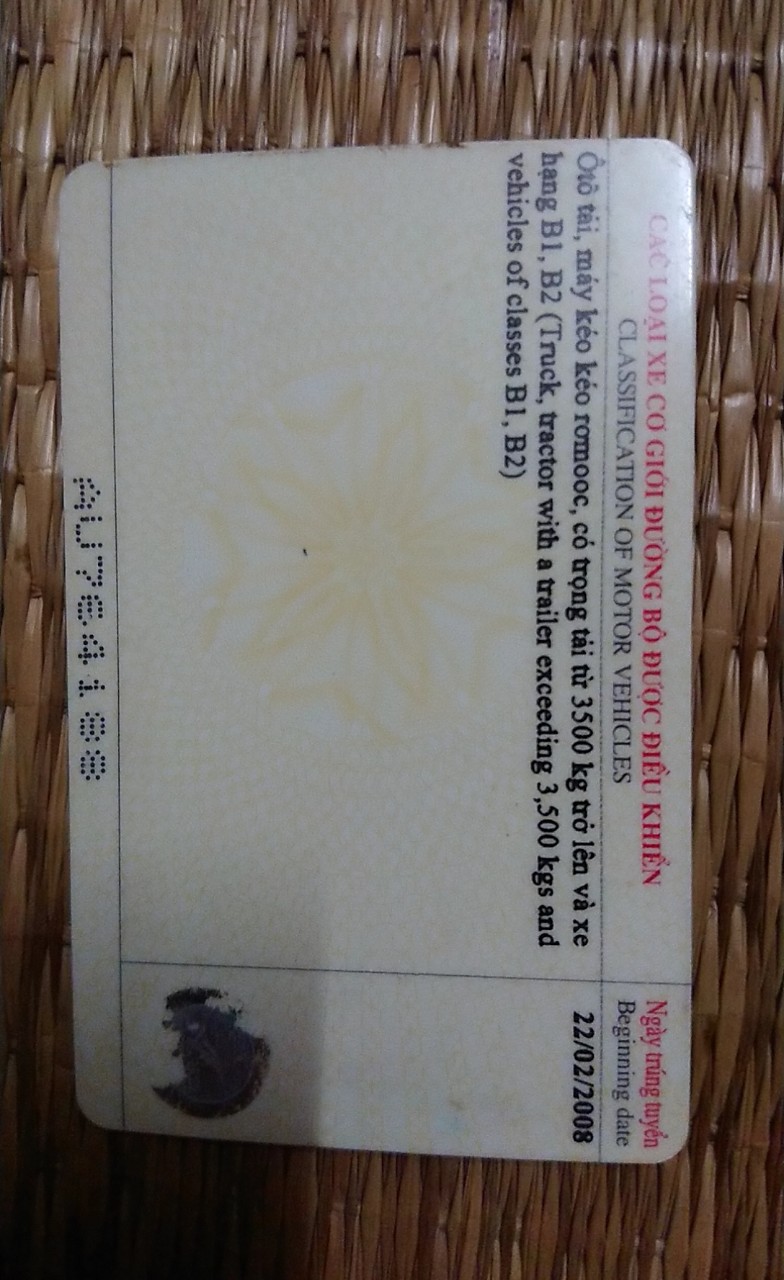 CÁC LOẠI XE CƠ GIỚI ĐƯỜNG BỘ ĐƯỢC ĐIỀU KHIỂN
CLASSIFICATION OF MOTOR VEHICLES
Ngày trúng tuyển
Beginning date
Ôtô tải, máy kéo kéo rơmooc, có trọng tải từ 3500 kg trở lên và xe
hạng B1, B2 (Truck, tractor with a trailer exceeding 3,500 kgs and
vehicles of classes B1, B2)
22/02/2008
AU764188